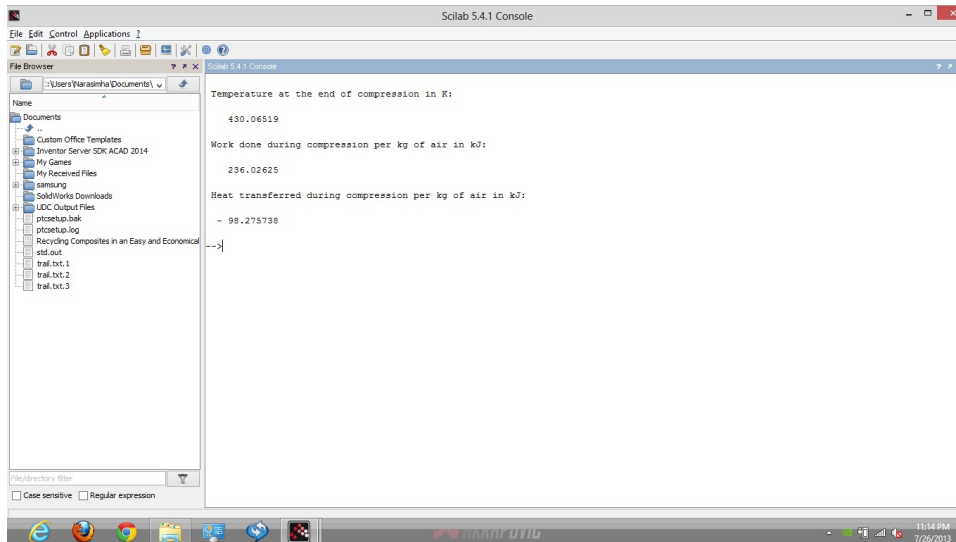 Scilab 5.4.1 Console
File Edit Control Applications ?
File Browser
Scilab 5.4.1 Console
:\Users\Narasimha\Documents\
Name
Documents
..
Custom Office Templates
Inventor Server SDK ACAD 2014
My Games
My Received Files
samsung
SolidWorks Downloads
UDC Output Files
ptcsetup.bak
ptcsetup.log
Recycling Composites in an Easy and Economical
std.out
trail.txt.1
trail.txt.2
trail.txt.3
Temperature at the end of compression in K:
430.06519
Work done during compression per kg of air in kJ:
236.02625
Heat transferred during compression per kg of air in kJ:
- 98.275738
-->
File/directory filter
Case sensitive Regular expression
11:14 PM
7/26/2013